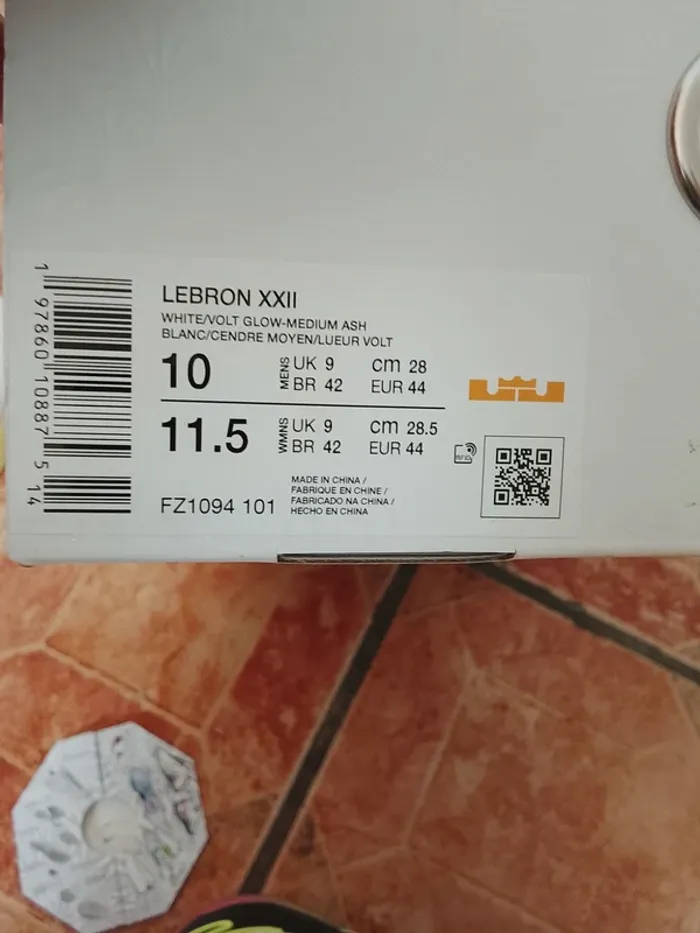 LEBRON XXII
WHITE/VOLT GLOW-MEDIUM ASH
BLANC/CENDRE MOYEN/LUEUR VOLT
10 MENS UK 9 cm 28
BR 42 EUR 44
11.5 WMNS UK 9 cm 28.5
BR 42 EUR 44
RFID
FZ1094 101
MADE IN CHINA /
FABRIQUE EN CHINE /
FABRICADO NA CHINA /
HECHO EN CHINA
1 97860 10887 5 14